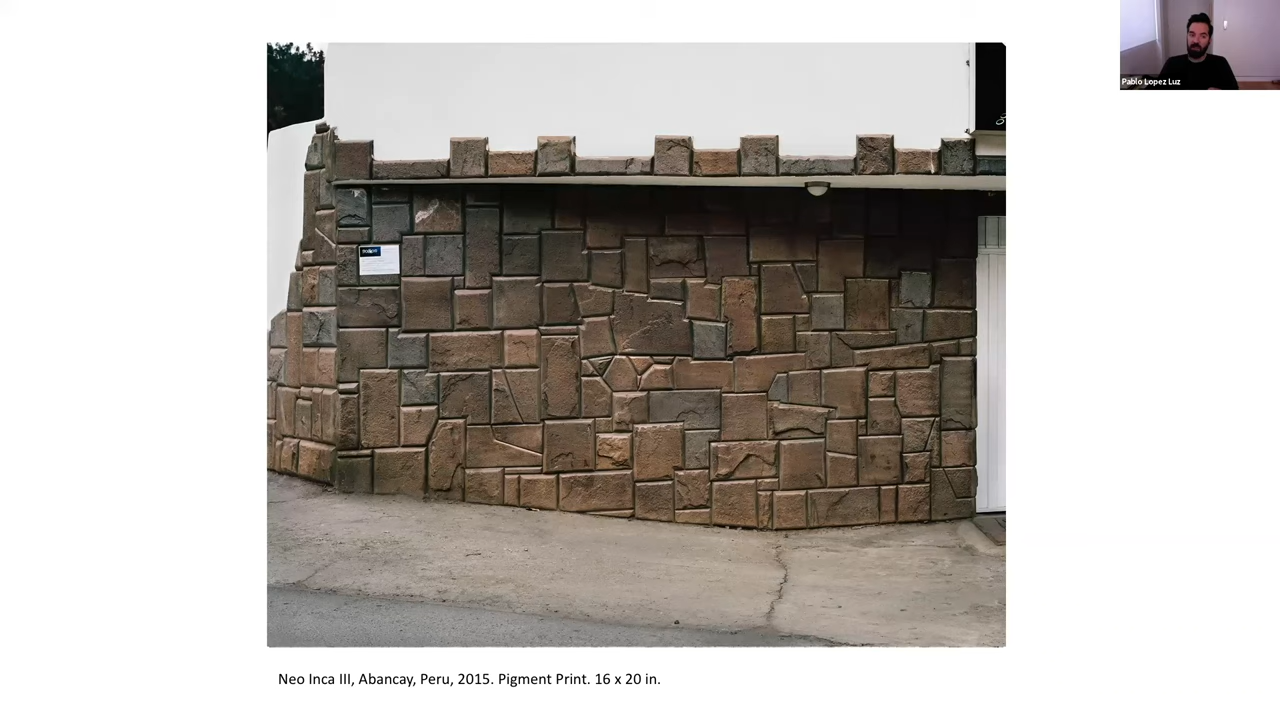 Pablo Lopez Luz
Neo Inca III, Abancay, Peru, 2015. Pigment Print. 16 x 20 in.